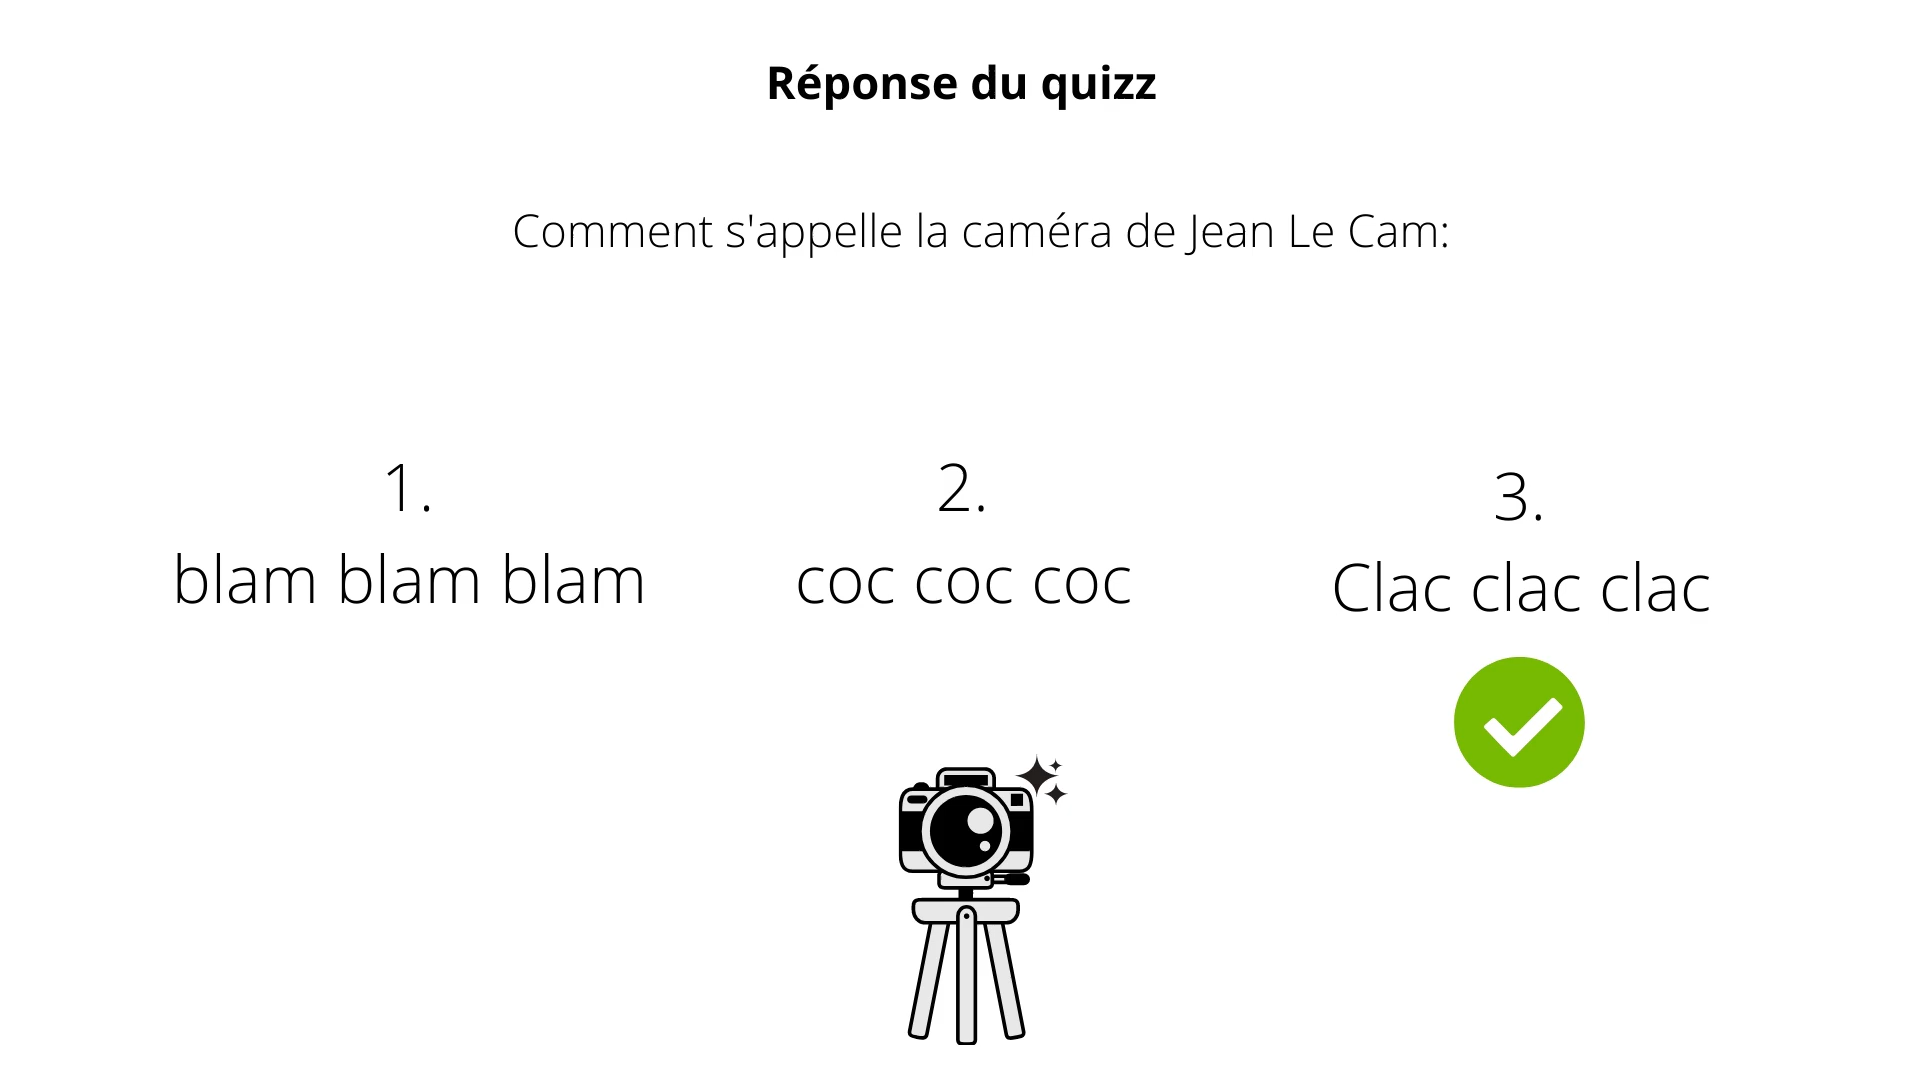 Réponse du quizz
Comment s'appelle la caméra de Jean Le Cam:
1.
blam blam blam
2.
coc coc coc
3.
Clac clac clac